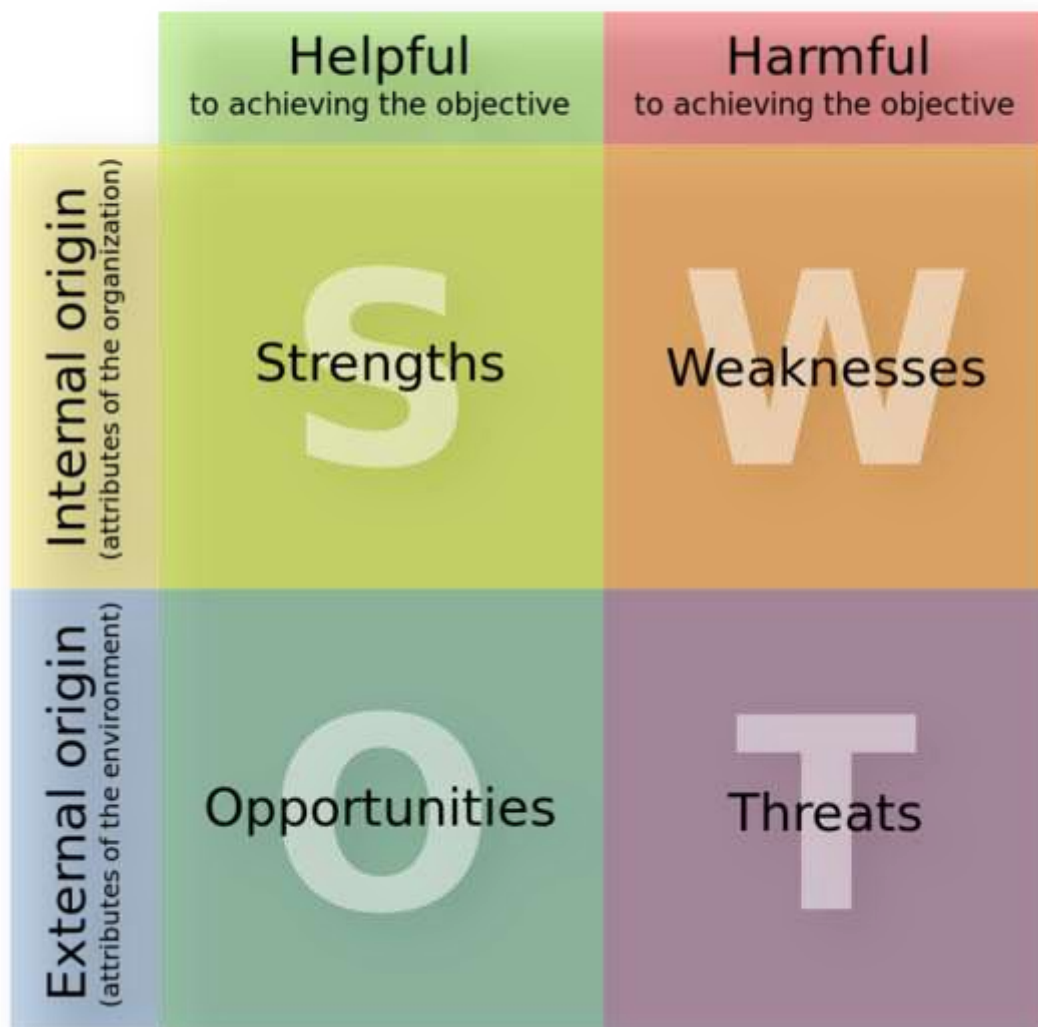 Helpful
to achieving the objective
Harmful
to achieving the objective
Internal origin
(attributes of the organization)
S
Strengths
W
Weaknesses
External origin
(attributes of the environment)
O
Opportunities
T
Threats